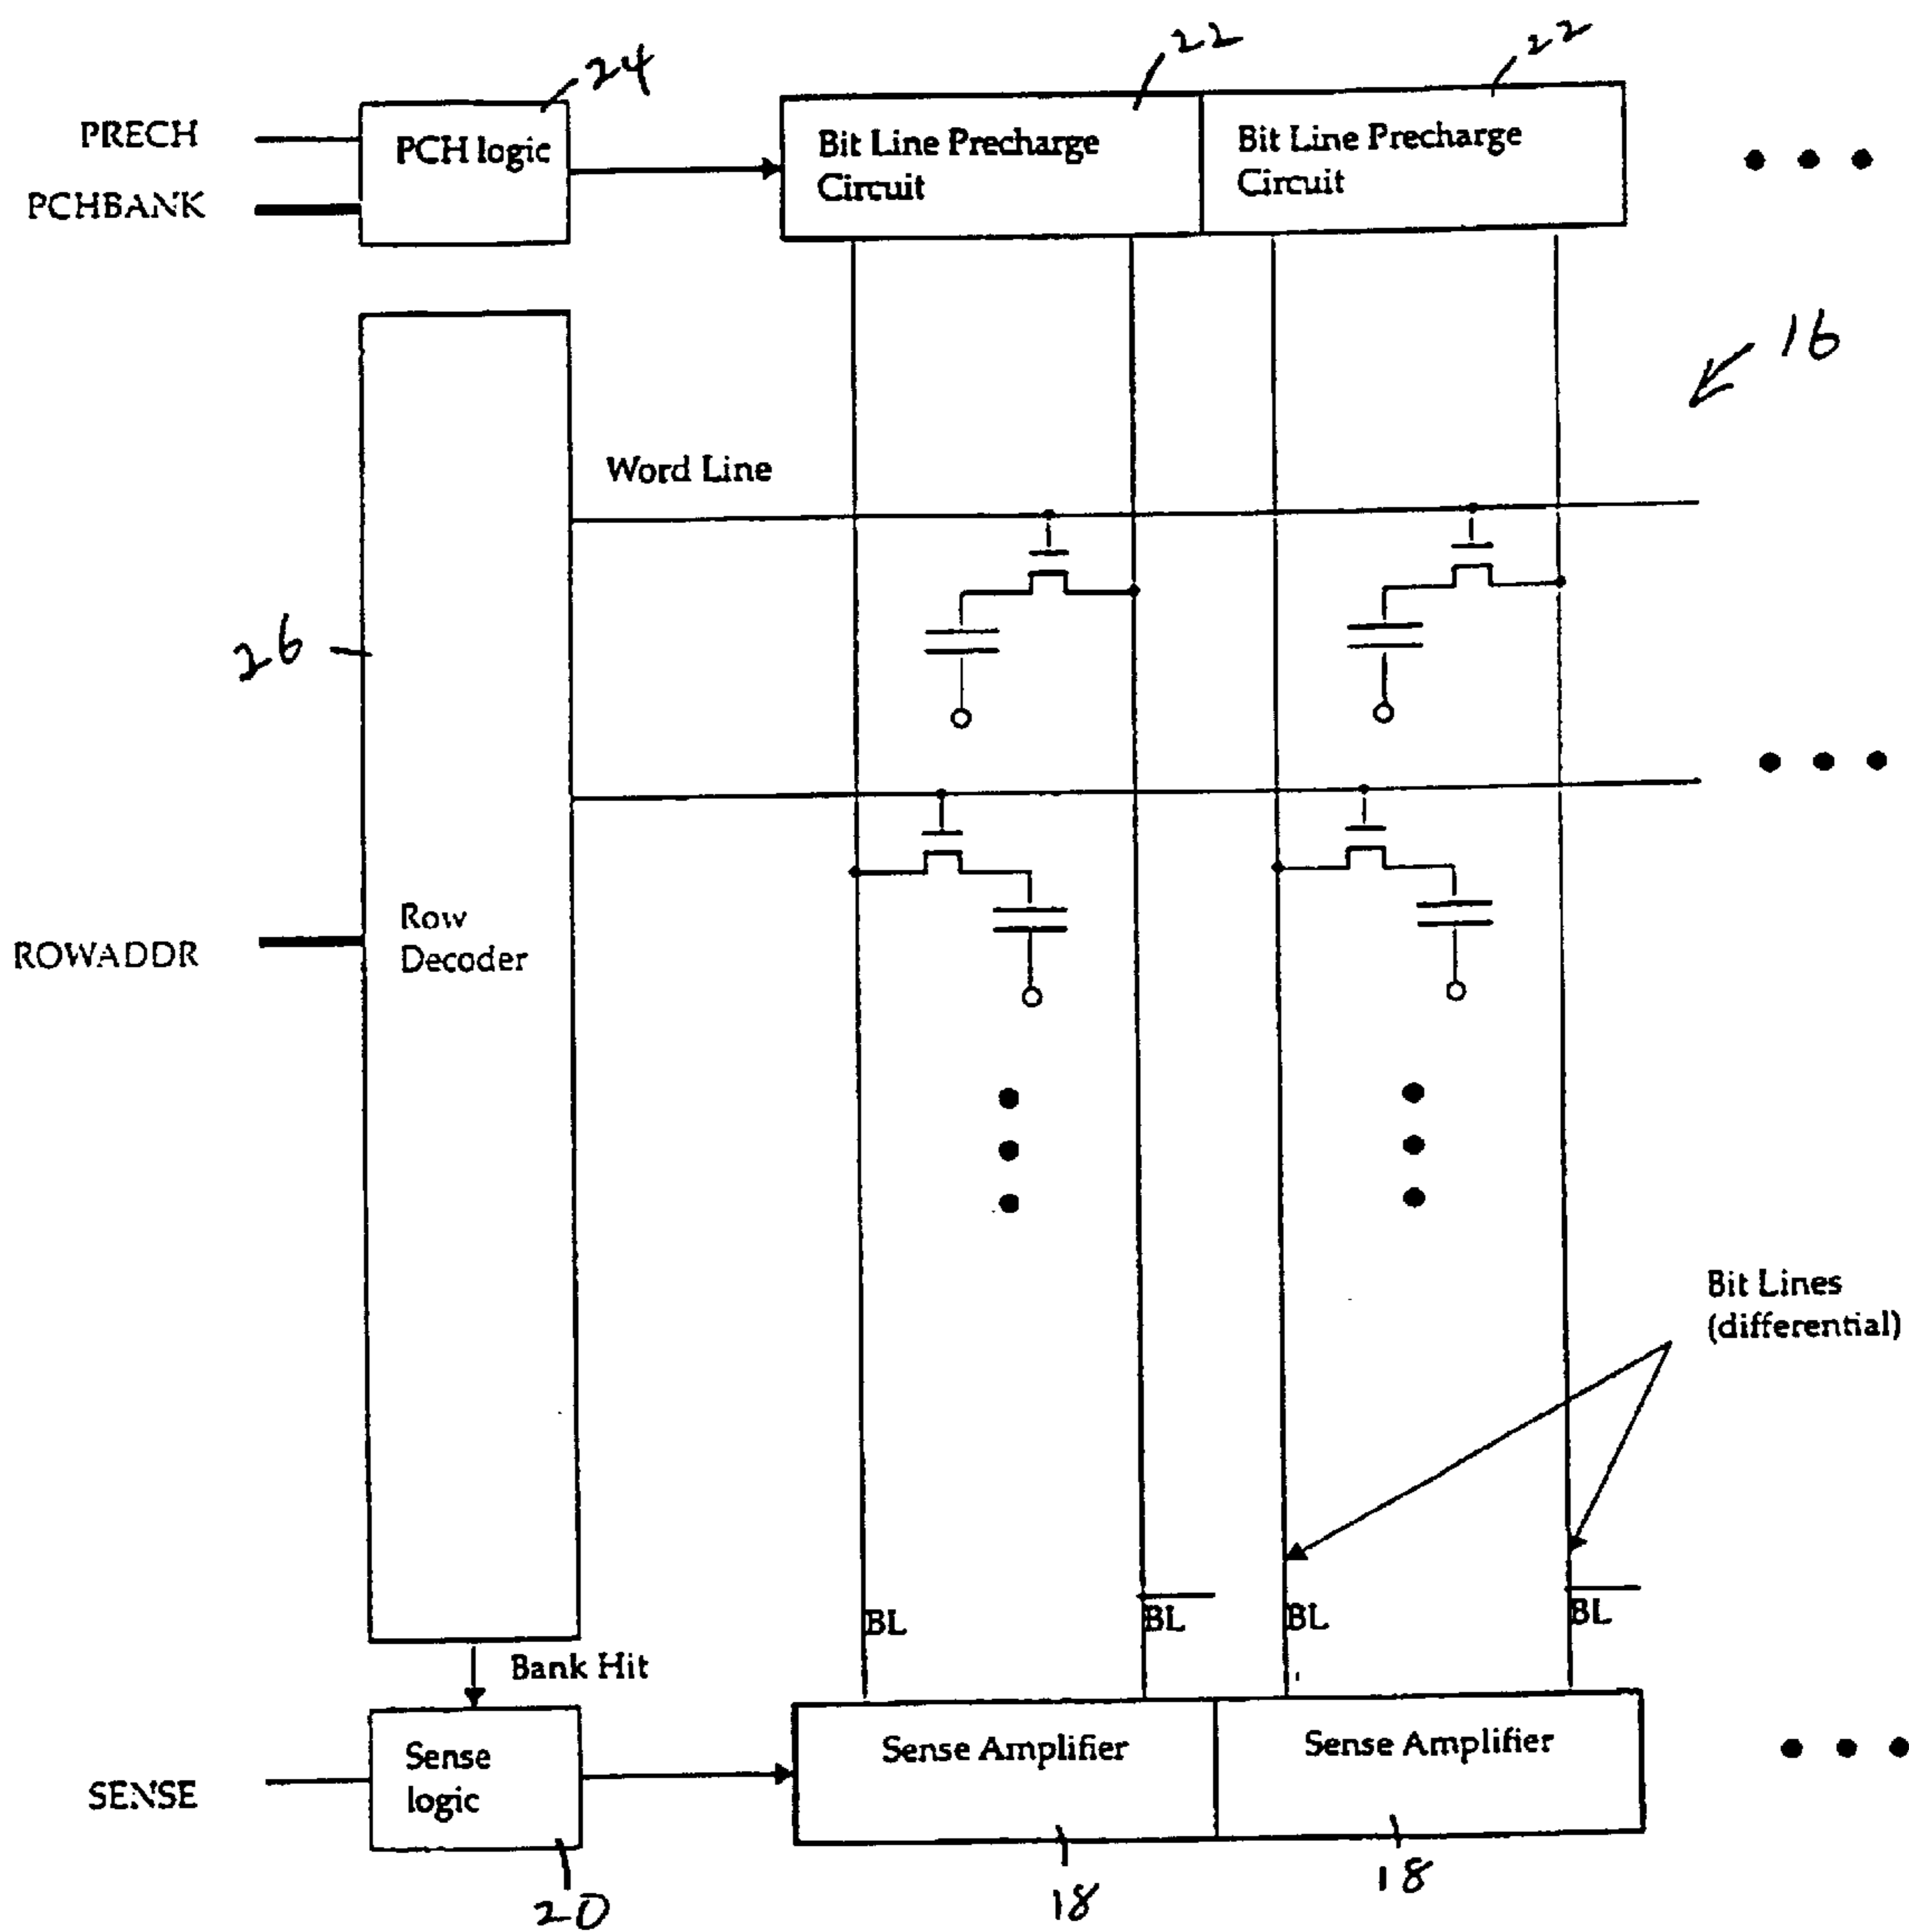 22
22
24
PRECH
PCH logic
Bit Line Precharge
Circuit
Bit Line Precharge
Circuit
PCHBANK
16
Word Line
26
ROWADDR
Row
Decoder
Bit Lines
(differential)
BL
B̅L̅
BL
B̅L̅
Bank Hit
SENSE
Sense
logic
Sense Amplifier
Sense Amplifier
20
18
18